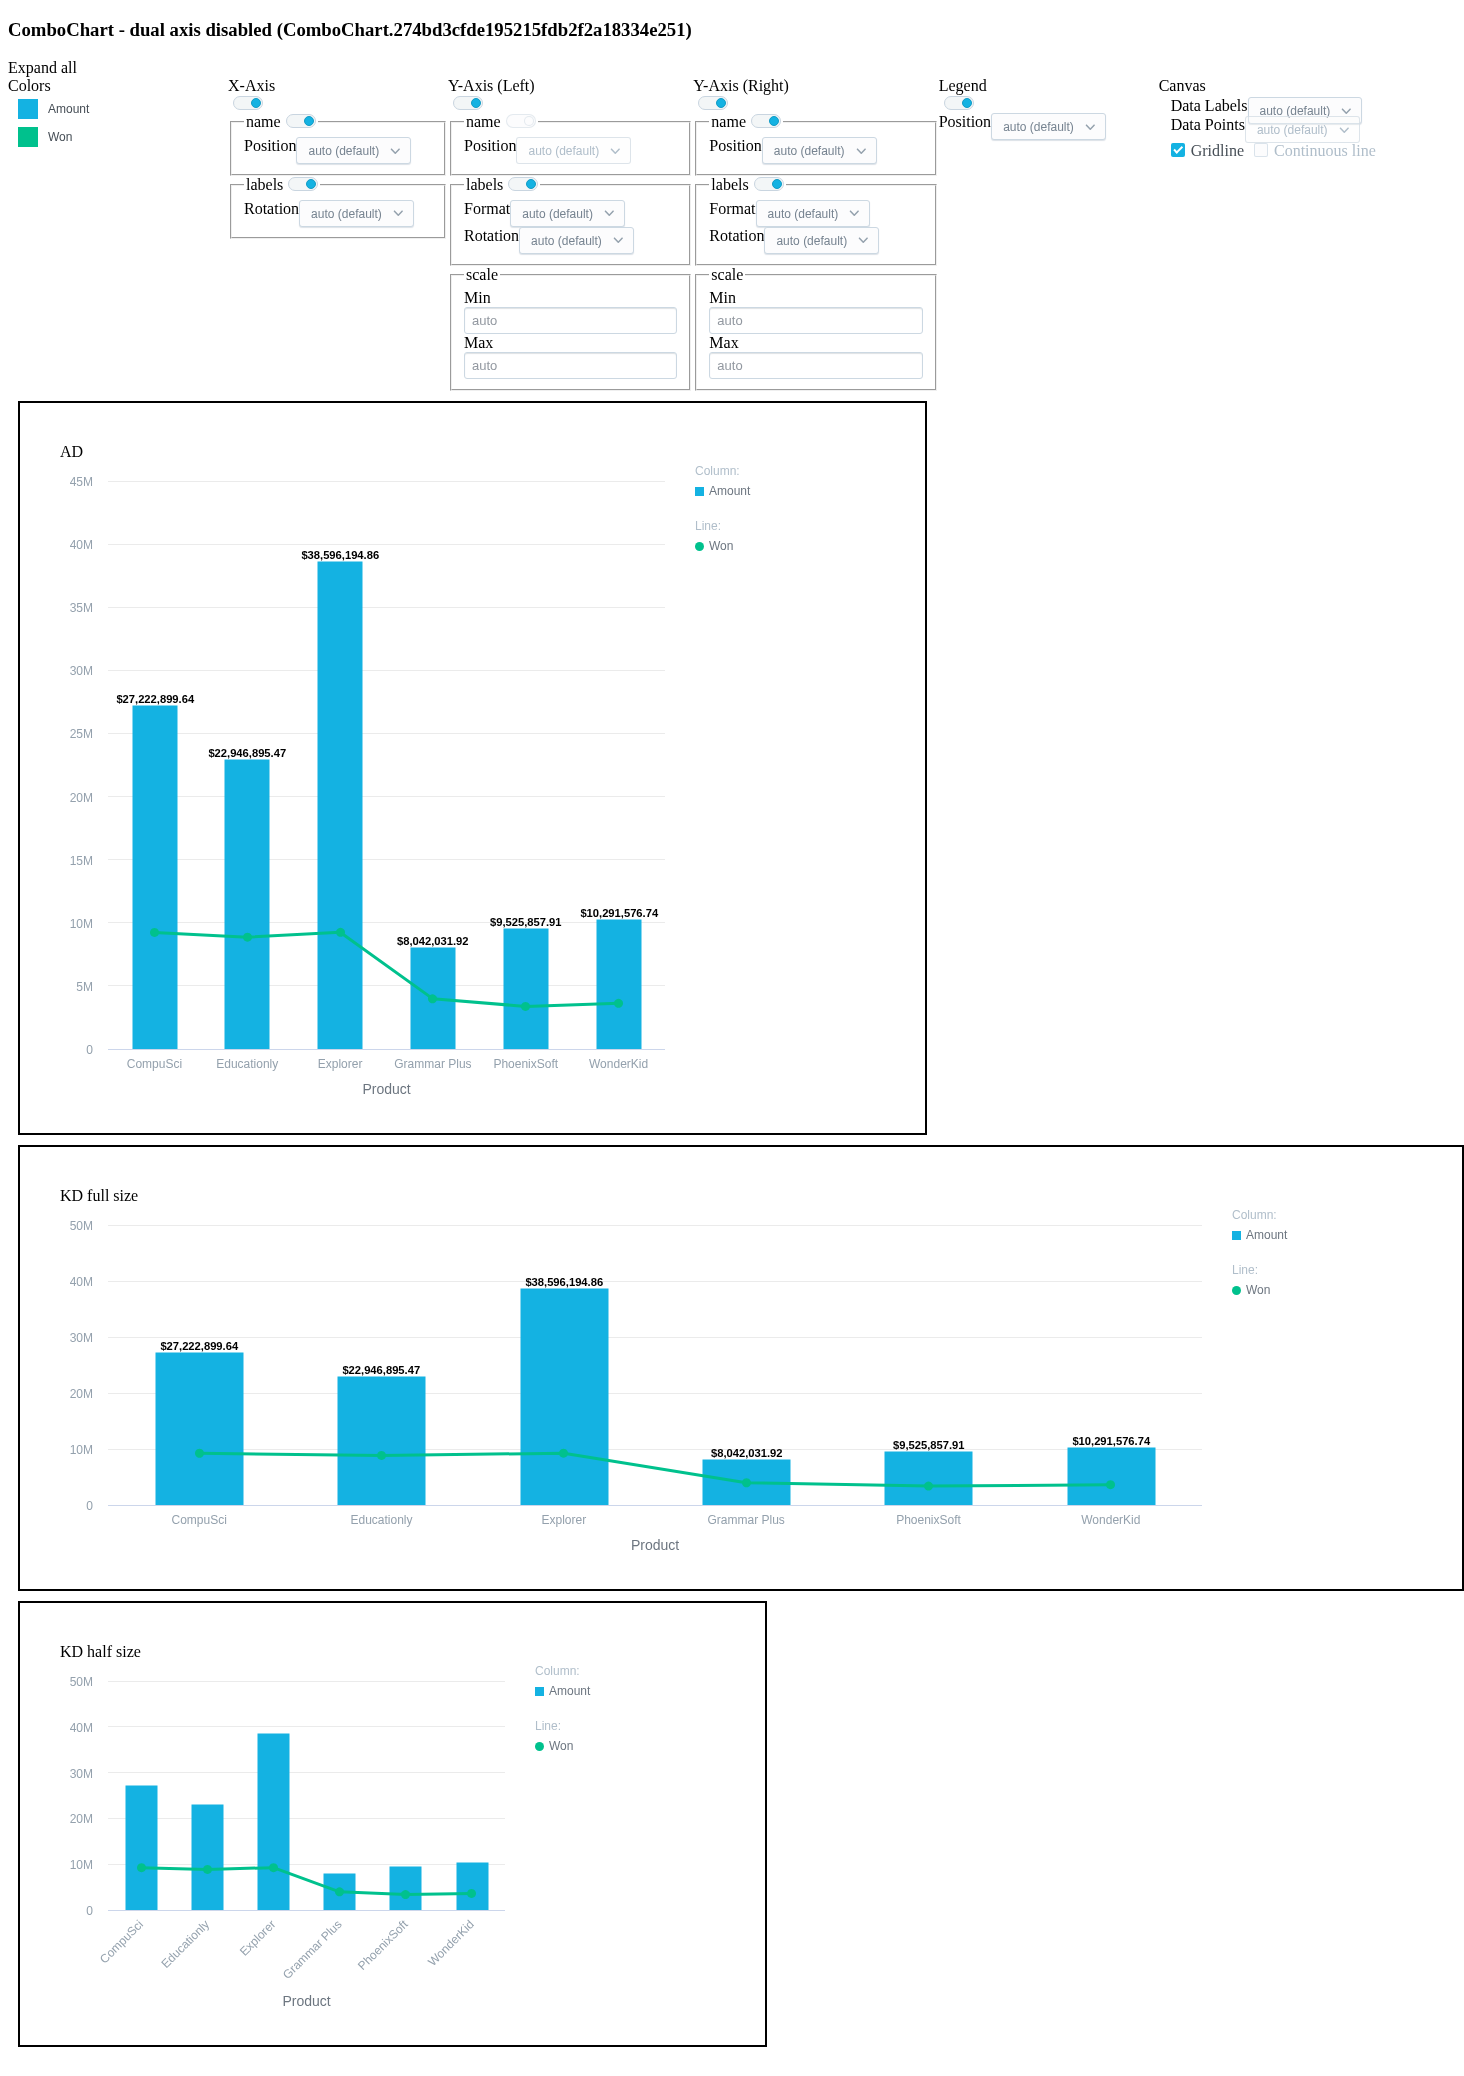 ComboChart - dual axis disabled (ComboChart.274bd3cfde195215fdb2f2a18334e251)
Expand all
Colors
Amount
Won
X-Axis
name
Position auto (default)
labels
Rotation auto (default)
Y-Axis (Left)
name
Position auto (default)
labels
Format auto (default)
Rotation auto (default)
scale
Min
auto
Max
auto
Y-Axis (Right)
name
Position auto (default)
labels
Format auto (default)
Rotation auto (default)
scale
Min
auto
Max
auto
Legend
Position auto (default)
Canvas
Data Labels auto (default)
Data Points auto (default)
Gridline Continuous line
AD
45M
40M
35M
30M
25M
20M
15M
10M
5M
0
$27,222,899.64
$22,946,895.47
$38,596,194.86
$8,042,031.92
$9,525,857.91
$10,291,576.74
CompuSci Educationly Explorer Grammar Plus PhoenixSoft WonderKid
Product
Column:
Amount
Line:
Won
KD full size
50M
40M
30M
20M
10M
0
$27,222,899.64
$22,946,895.47
$38,596,194.86
$8,042,031.92
$9,525,857.91
$10,291,576.74
CompuSci Educationly Explorer Grammar Plus PhoenixSoft WonderKid
Product
Column:
Amount
Line:
Won
KD half size
50M
40M
30M
20M
10M
0
CompuSci Educationly Explorer Grammar Plus PhoenixSoft WonderKid
Product
Column:
Amount
Line:
Won